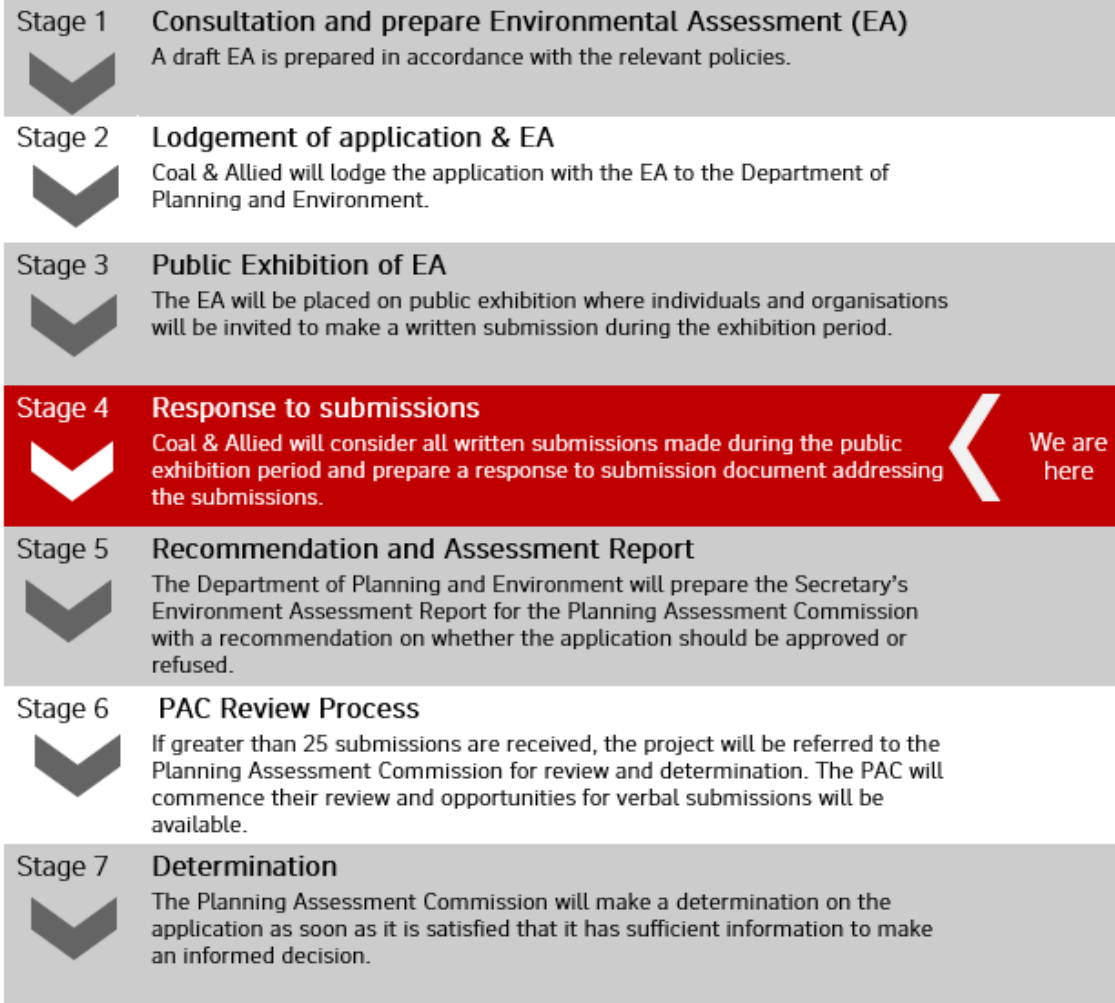 Stage 1 Consultation and prepare Environmental Assessment (EA)
A draft EA is prepared in accordance with the relevant policies.
Stage 2 Lodgement of application & EA
Coal & Allied will lodge the application with the EA to the Department of
Planning and Environment.
Stage 3 Public Exhibition of EA
The EA will be placed on public exhibition where individuals and organisations
will be invited to make a written submission during the exhibition period.
Stage 4 Response to submissions
Coal & Allied will consider all written submissions made during the public
exhibition period and prepare a response to submission document addressing
the submissions.
We are
here
Stage 5 Recommendation and Assessment Report
The Department of Planning and Environment will prepare the Secretary's
Environment Assessment Report for the Planning Assessment Commission
with a recommendation on whether the application should be approved or
refused.
Stage 6 PAC Review Process
If greater than 25 submissions are received, the project will be referred to the
Planning Assessment Commission for review and determination. The PAC will
commence their review and opportunities for verbal submissions will be
available.
Stage 7 Determination
The Planning Assessment Commission will make a determination on the
application as soon as it is satisfied that it has sufficient information to make
an informed decision.